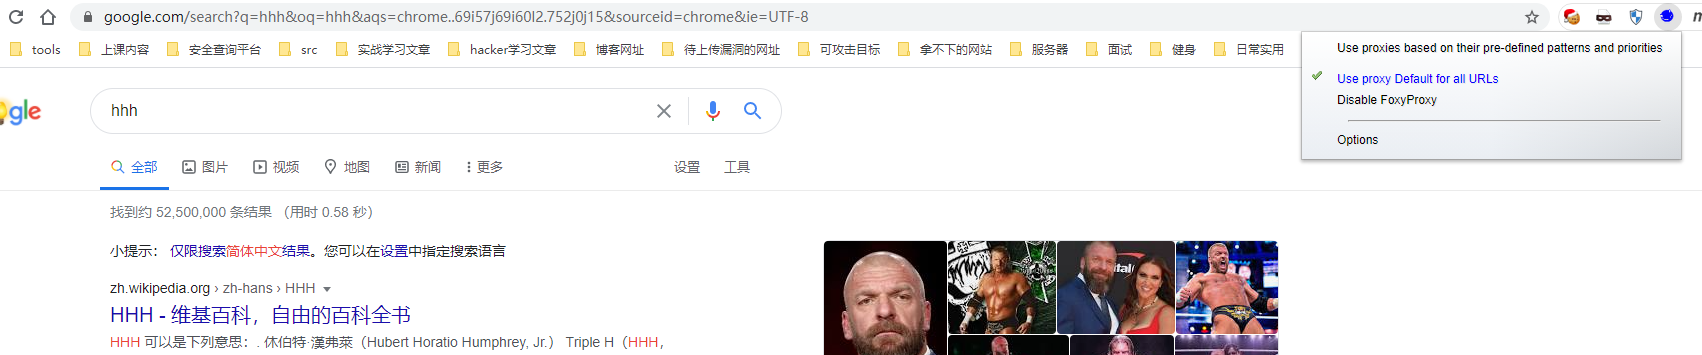 google.com/search?q=hhh&oq=hhh&aqs=chrome..69i57j69i60l2.752j0j15&sourceid=chrome&ie=UTF-8
tools 上课内容 安全查询平台 src 实战学习文章 hacker学习文章 博客网址 待上传漏洞的网址 可攻击目标 拿不下的网站 服务器 面试 健身 日常实用
Use proxies based on their pre-defined patterns and priorities
Use proxy Default for all URLs
Disable FoxyProxy
Options
gle
hhh
全部 图片 视频 地图 新闻 更多 设置 工具
找到约 52,500,000 条结果 （用时 0.58 秒）
小提示： 仅限搜索简体中文结果。您可以在设置中指定搜索语言
zh.wikipedia.org › zh-hans › HHH
HHH - 维基百科，自由的百科全书
HHH 可以是下列意思：. 休伯特·漢弗萊（Hubert Horatio Humphrey, Jr.） Triple H（HHH，